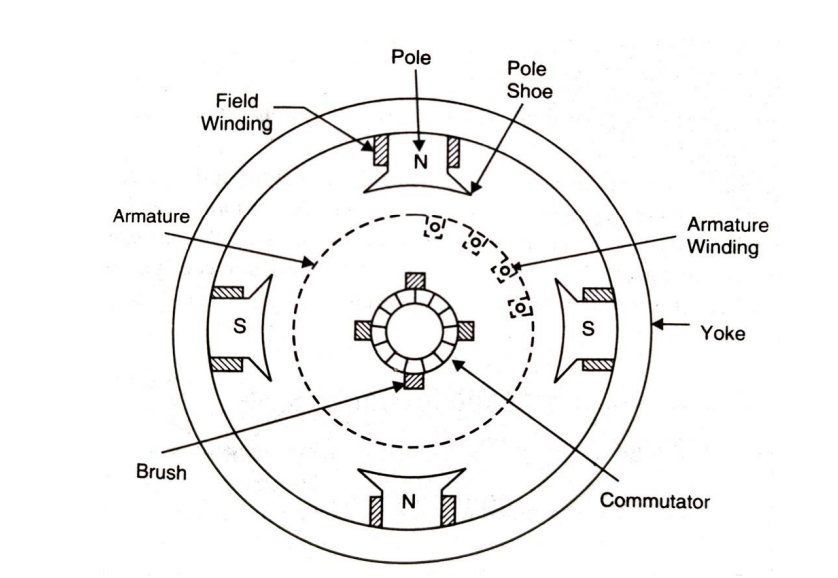 Pole
Pole
Shoe
Field
Winding
N
Armature
Armature
Winding
S
S
Yoke
Brush
N
Commutator